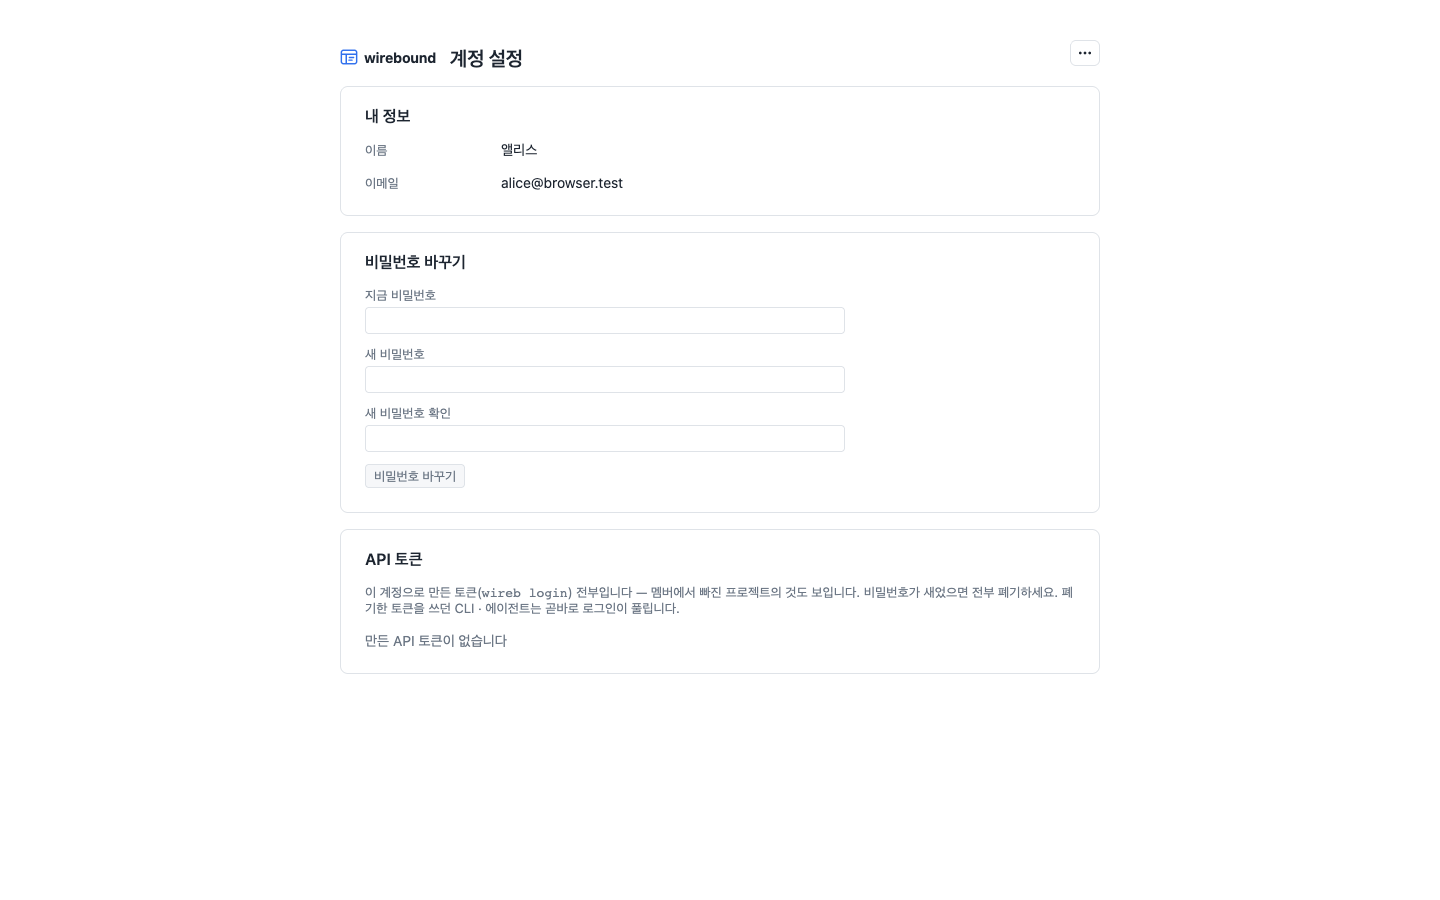 wirebound 계정 설정
내 정보
이름 앨리스
이메일 alice@browser.test
비밀번호 바꾸기
지금 비밀번호
새 비밀번호
새 비밀번호 확인
비밀번호 바꾸기
API 토큰
이 계정으로 만든 토큰(wireb login) 전부입니다 — 멤버에서 빠진 프로젝트의 것도 보입니다. 비밀번호가 새었으면 전부 폐기하세요. 폐
기한 토큰을 쓰던 CLI · 에이전트는 곧바로 로그인이 풀립니다.
만든 API 토큰이 없습니다